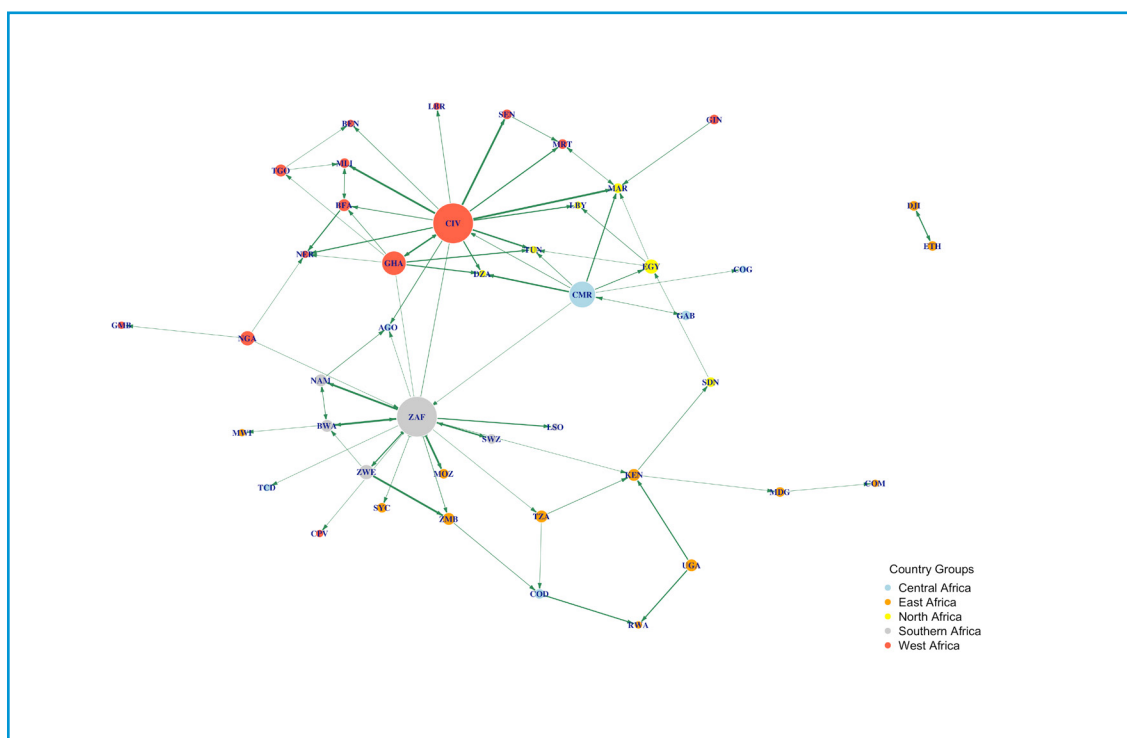 LBR
SEN
GIN
BEN
MRT
MLI
TGO
MAR
BFA
LBY
DJI
CIV
ETH
TUN
NER
GHA
EGY
COG
DZA
CMR
GAB
GMB
AGO
NGA
NAM
SDN
ZAF
BWA
LSO
MWI
SWZ
ZWE
MOZ
KEN
TCD
MDG
COM
SYC
ZMB
TZA
CPV
UGA
COD
RWA
Country Groups
Central Africa
East Africa
North Africa
Southern Africa
West Africa